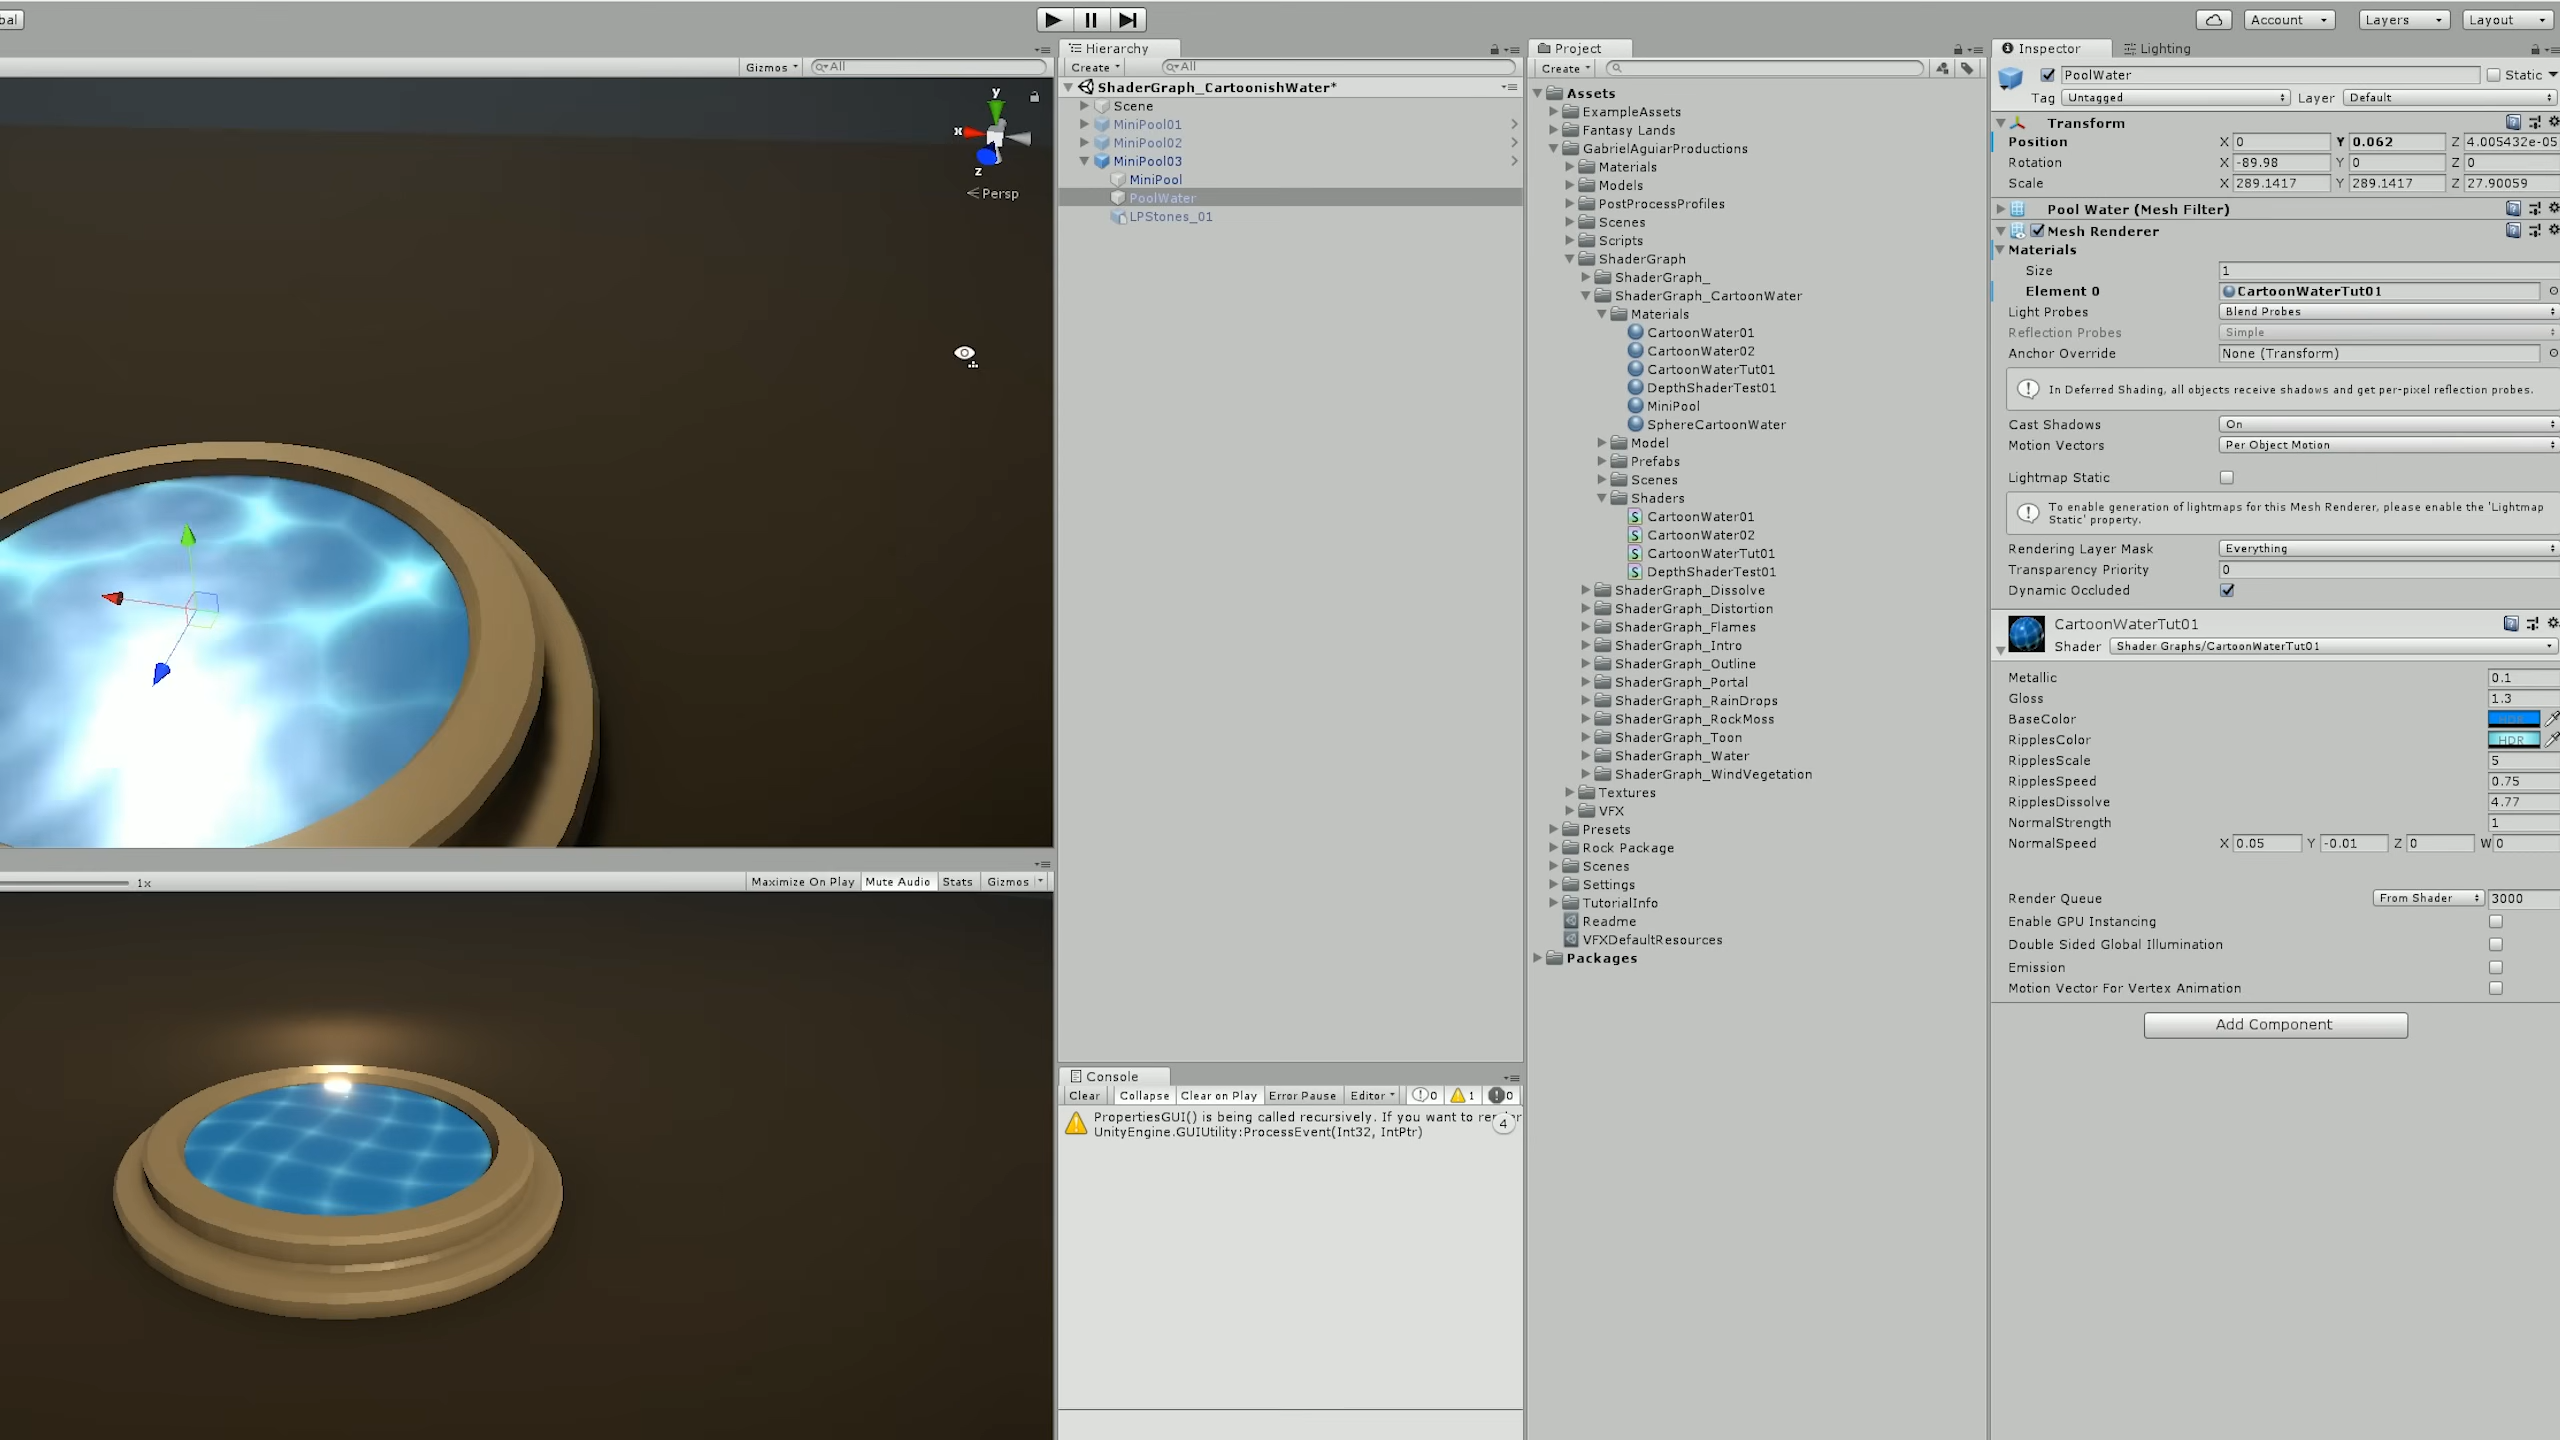 bal
Account
Layers
Layout
Gizmos
All
y
x
z
Persp
1x
Maximize On Play
Mute Audio
Stats
Gizmos
Hierarchy
Create
All
ShaderGraph_CartoonishWater*
Scene
MiniPool01
MiniPool02
MiniPool03
MiniPool
PoolWater
LPStones_01
Console
Clear
Collapse
Clear on Play
Error Pause
Editor
0
1
0
PropertiesGUI() is being called recursively. If you want to render
UnityEngine.GUIUtility:ProcessEvent(Int32, IntPtr)
4
Project
Create
Assets
ExampleAssets
Fantasy Lands
GabrielAguiarProductions
Materials
Models
PostProcessProfiles
Scenes
Scripts
ShaderGraph
ShaderGraph_
ShaderGraph_CartoonWater
Materials
CartoonWater01
CartoonWater02
CartoonWaterTut01
DepthShaderTest01
MiniPool
SphereCartoonWater
Model
Prefabs
Scenes
Shaders
CartoonWater01
CartoonWater02
CartoonWaterTut01
DepthShaderTest01
ShaderGraph_Dissolve
ShaderGraph_Distortion
ShaderGraph_Flames
ShaderGraph_Intro
ShaderGraph_Outline
ShaderGraph_Portal
ShaderGraph_RainDrops
ShaderGraph_RockMoss
ShaderGraph_Toon
ShaderGraph_Water
ShaderGraph_WindVegetation
Textures
VFX
Presets
Rock Package
Scenes
Settings
TutorialInfo
Readme
VFXDefaultResources
Packages
Inspector
Lighting
PoolWater
Static
Tag Untagged Layer Default
Transform
Position X 0 Y 0.062 Z 4.005432e-05
Rotation X -89.98 Y 0 Z 0
Scale X 289.1417 Y 289.1417 Z 27.90059
Pool Water (Mesh Filter)
Mesh Renderer
Materials
Size 1
Element 0 CartoonWaterTut01
Light Probes Blend Probes
Reflection Probes Simple
Anchor Override None (Transform)
In Deferred Shading, all objects receive shadows and get per-pixel reflection probes.
Cast Shadows On
Motion Vectors Per Object Motion
Lightmap Static
To enable generation of lightmaps for this Mesh Renderer, please enable the 'Lightmap
Static' property.
Rendering Layer Mask Everything
Transparency Priority 0
Dynamic Occluded
CartoonWaterTut01
Shader Shader Graphs/CartoonWaterTut01
Metallic 0.1
Gloss 1.3
BaseColor HDR
RipplesColor HDR
RipplesScale 5
RipplesSpeed 0.75
RipplesDissolve 4.77
NormalStrength 1
NormalSpeed X 0.05 Y -0.01 Z 0 W 0
Render Queue From Shader 3000
Enable GPU Instancing
Double Sided Global Illumination
Emission
Motion Vector For Vertex Animation
Add Component